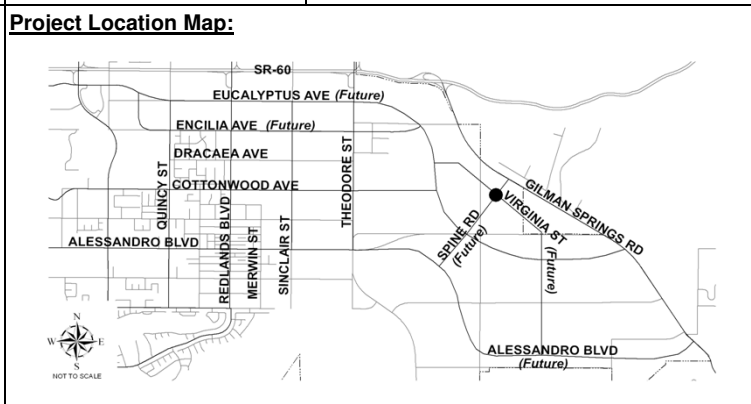 Project Location Map:
SR-60
EUCALYPTUS AVE (Future)
ENCILIA AVE (Future)
DRACAEA AVE
COTTONWOOD AVE
ALESSANDRO BLVD
QUINCY ST
REDLANDS BLVD
MERWIN ST
SINCLAIR ST
THEODORE ST
GILMAN SPRINGS RD
VIRGINIA ST
(Future)
SPINE RD
(Future)
ALESSANDRO BLVD
(Future)
N
W E
S
NOT TO SCALE